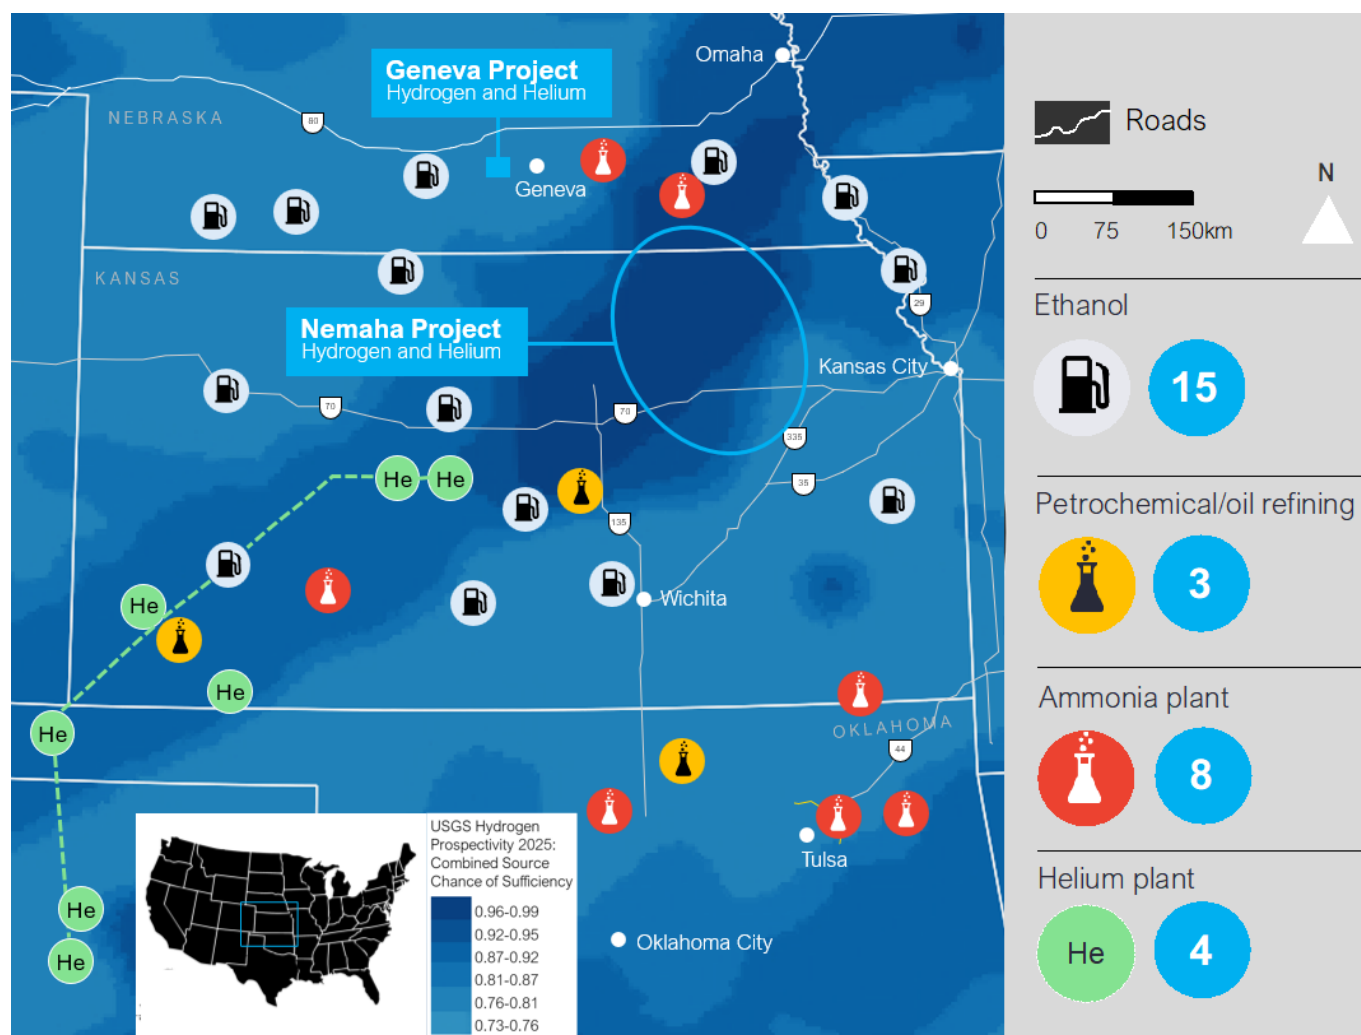 Omaha
Geneva Project
Hydrogen and Helium
NEBRASKA
80
Geneva
KANSAS
29
Nemaha Project
Hydrogen and Helium
Kansas City
70
70
335
He
He
35
135
He
Wichita
He
He
OKLAHOMA
44
Tulsa
He
He
Oklahoma City
USGS Hydrogen
Prospectivity 2025:
Combined Source
Chance of Sufficiency
0.96-0.99
0.92-0.95
0.87-0.92
0.81-0.87
0.76-0.81
0.73-0.76
Roads
N
0 75 150km
Ethanol
15
Petrochemical/oil refining
3
Ammonia plant
8
Helium plant
He
4